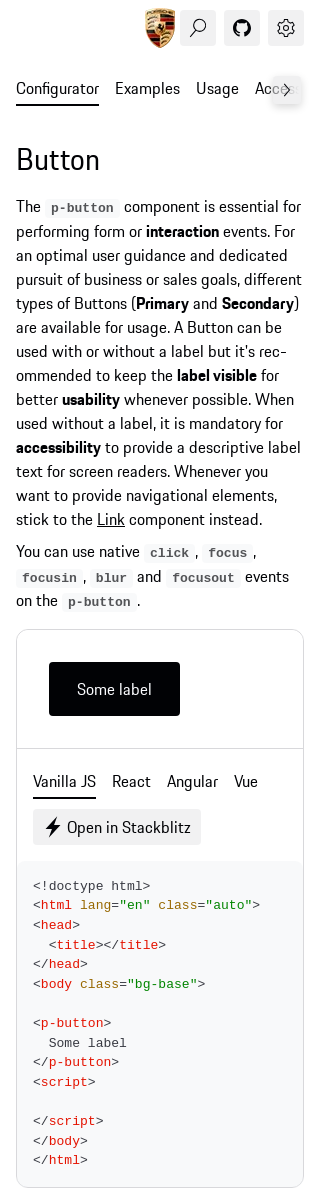 Configurator Examples Usage
Button
The p-button component is essential for
performing form or interaction events. For
an optimal user guidance and dedicated
pursuit of business or sales goals, different
types of Buttons (Primary and Secondary)
are available for usage. A Button can be
used with or without a label but it's rec-
ommended to keep the label visible for
better usability whenever possible. When
used without a label, it is mandatory for
accessibility to provide a descriptive label
text for screen readers. Whenever you
want to provide navigational elements,
stick to the Link component instead.
You can use native click , focus ,
focusin , blur and focusout events
on the p-button .
Some label
Vanilla JS React Angular Vue
Open in Stackblitz
<!doctype html>
<html lang="en" class="auto">
<head>
  <title></title>
</head>
<body class="bg-base">
<p-button>
  Some label
</p-button>
<script>
</script>
</body>
</html>